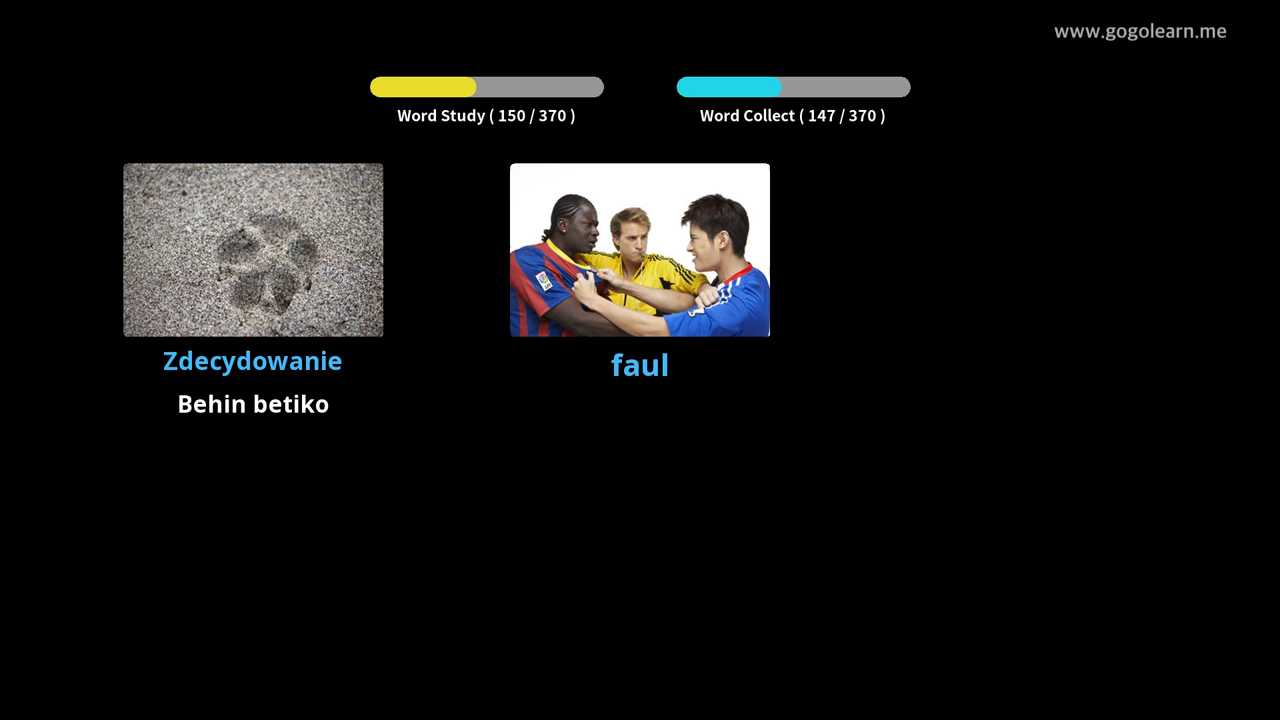 www.gogolearn.me
Word Study ( 150 / 370 )
Word Collect ( 147 / 370 )
Zdecydowanie
Behin betiko
faul